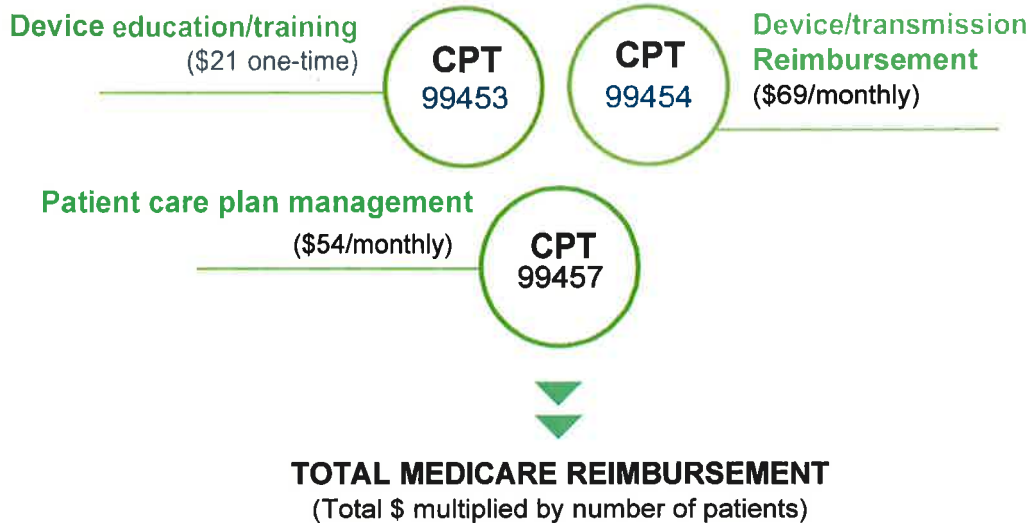 Device education/training
($21 one-time)
CPT
99453
CPT
99454
Device/transmission
Reimbursement
($69/monthly)
Patient care plan management
($54/monthly)
CPT
99457
TOTAL MEDICARE REIMBURSEMENT
(Total $ multiplied by number of patients)